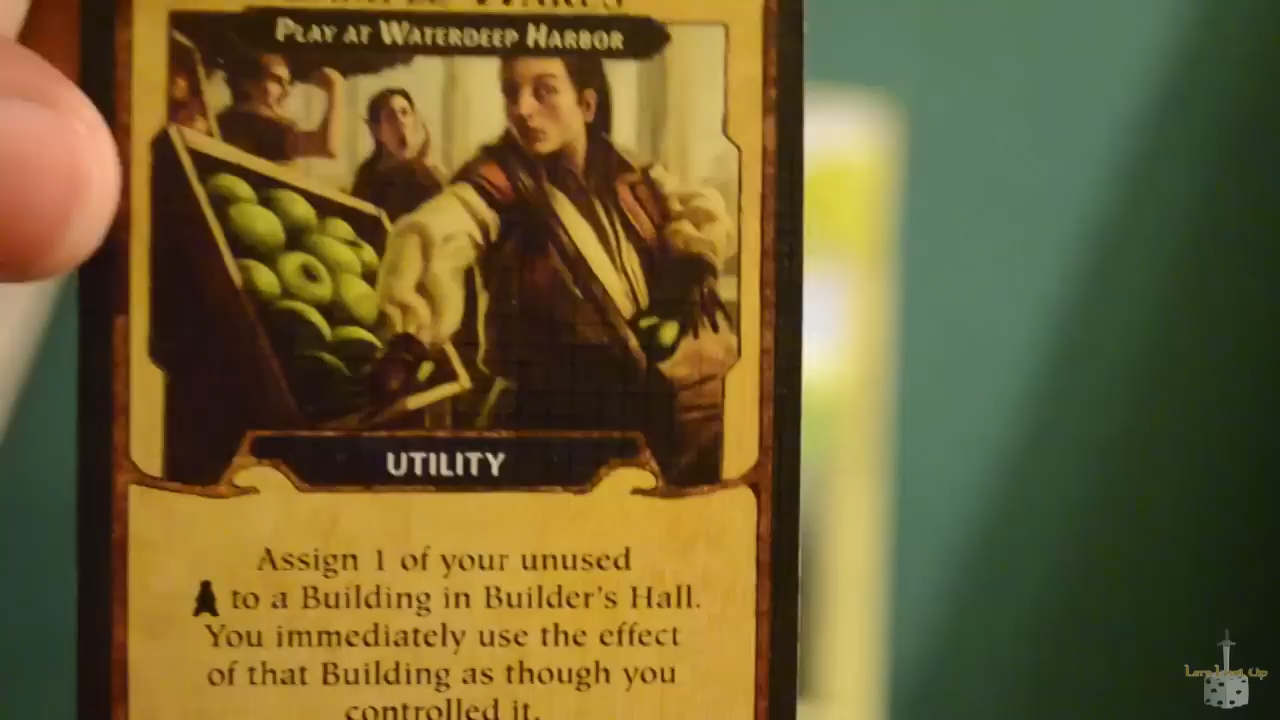 Play at Waterdeep Harbor
UTILITY
Assign 1 of your unused
to a Building in Builder's Hall.
You immediately use the effect
of that Building as though you
controlled it.